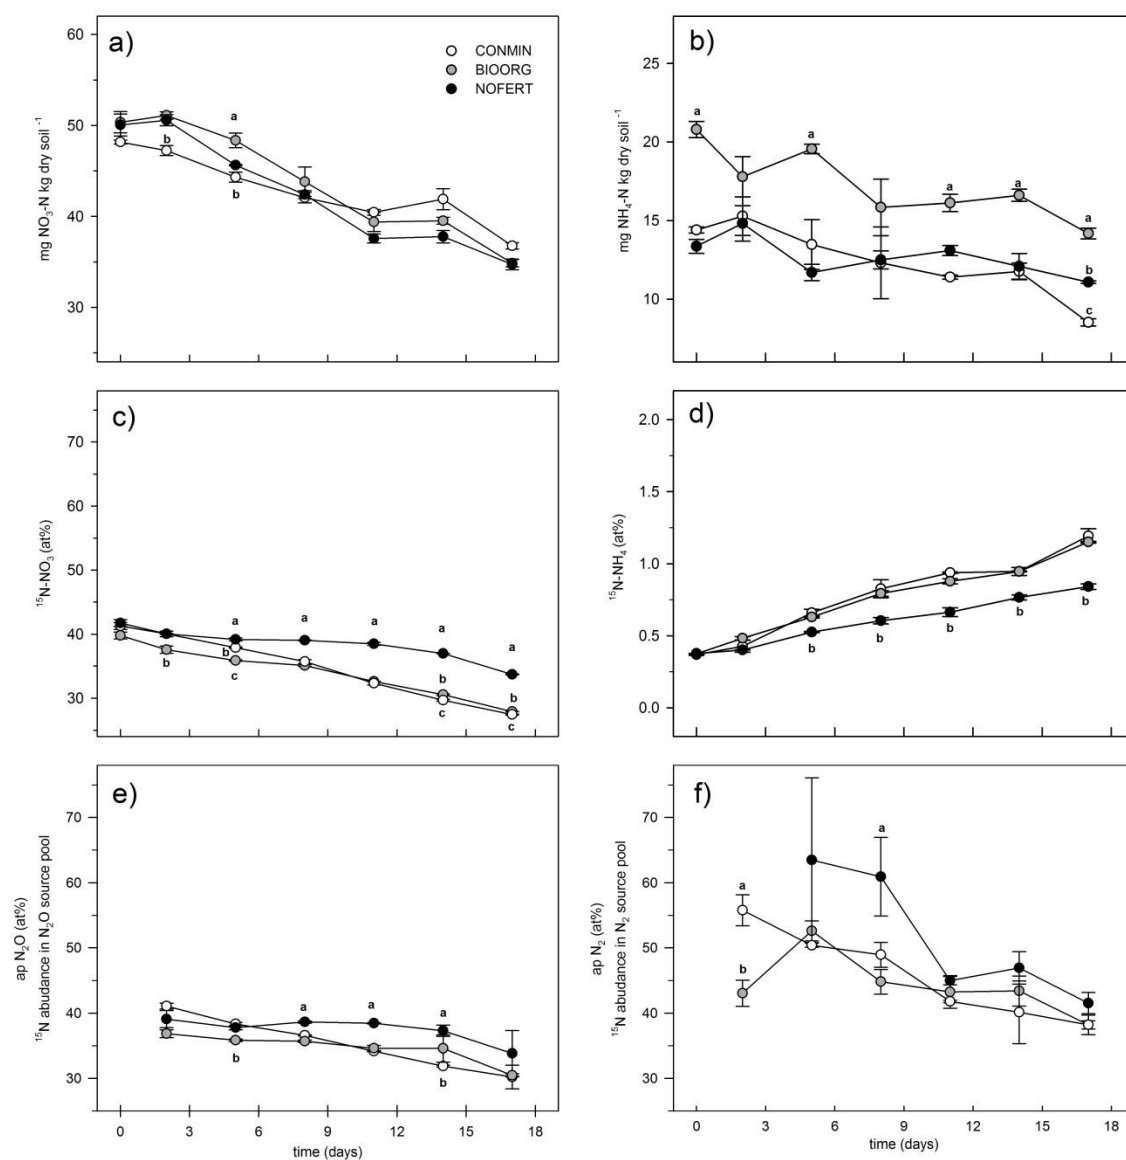 a)
CONMIN
BIOORG
NOFERT
60
50
40
30
mg NO3-N kg dry soil -1
a
b
b
b)
25
20
15
10
mg NH4-N kg dry soil -1
a
a
a
a
a
b
c
c)
70
60
50
40
30
15N-NO3 (at%)
a
a
a
a
a
b
b
c
b
c
b
c
d)
2.0
1.5
1.0
0.5
0.0
15N-NH4 (at%)
b
b
b
b
b
e)
70
60
50
40
30
ap N2O (at%)
15N abudance in N2O source pool
a
a
a
b
b
0 3 6 9 12 15 18
time (days)
f)
70
60
50
40
30
ap N2 (at%)
15N abudance in N2 source pool
a
a
b
0 3 6 9 12 15 18
time (days)